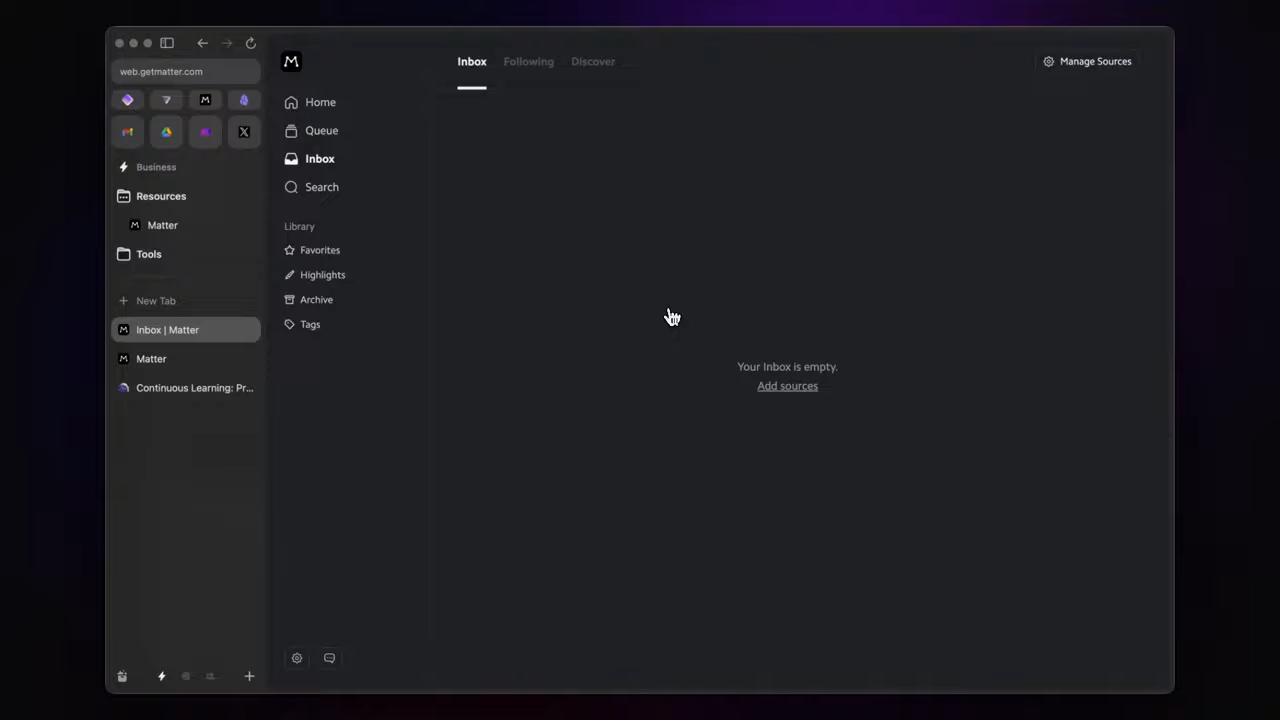 web.getmatter.com
Business
Resources
Matter
Tools
New Tab
Inbox | Matter
Matter
Continuous Learning: Pr...
Home
Queue
Inbox
Search
Library
Favorites
Highlights
Archive
Tags
Inbox Following Discover
Manage Sources
Your Inbox is empty.
Add sources